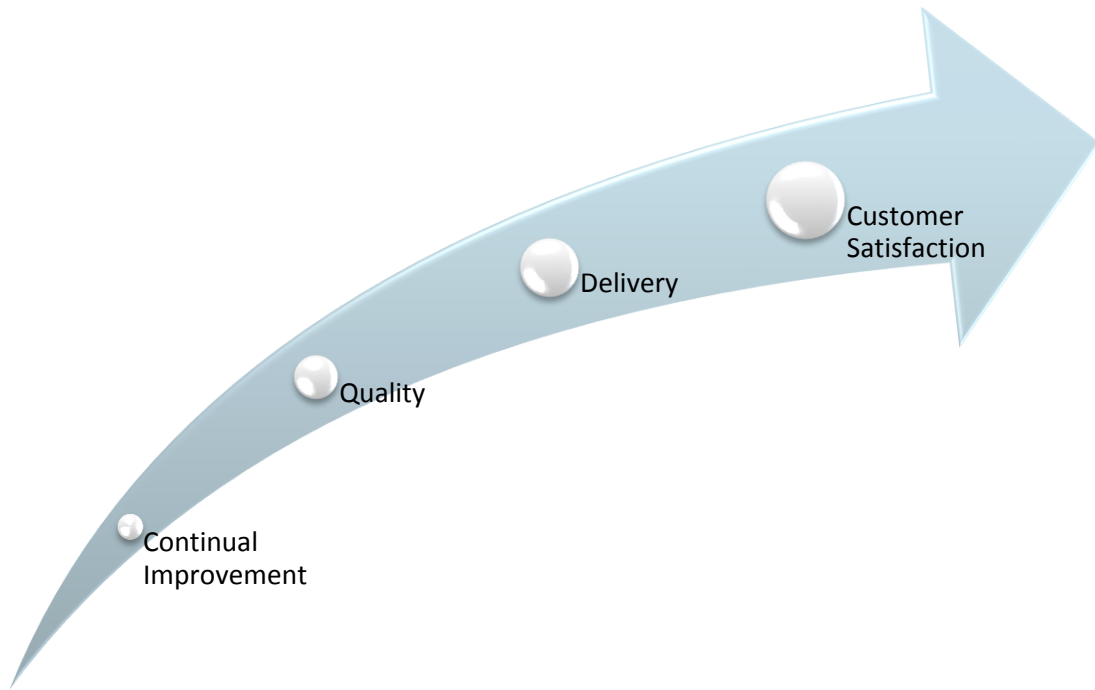 Customer
Satisfaction
Delivery
Quality
Continual
Improvement